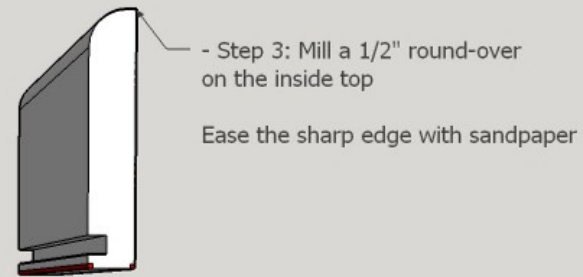 - Step 3: Mill a 1/2" round-over
on the inside top
Ease the sharp edge with sandpaper